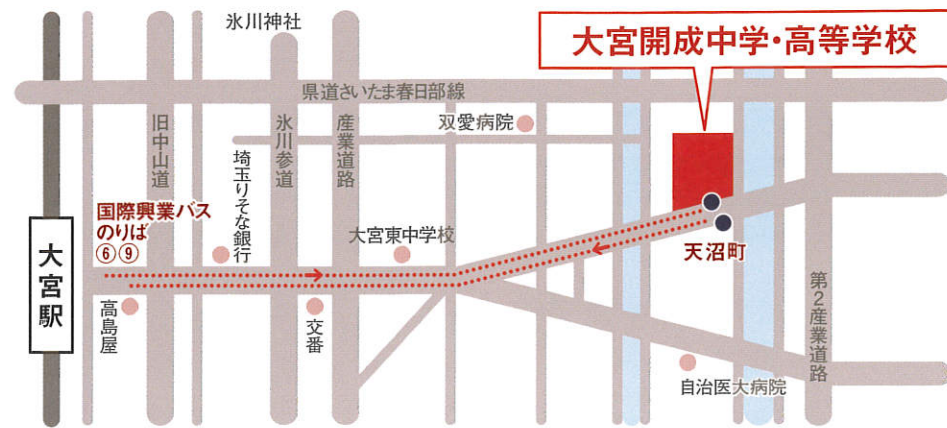 氷川神社
大宮開成中学・高等学校
県道さいたま春日部線
旧中山道
氷川参道
産業道路
双愛病院
埼玉りそな銀行
国際興業バス
のりば
⑥⑨
大宮東中学校
大宮駅
天沼町
高島屋
交番
第2産業道路
自治医大病院